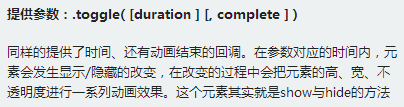 提供参数：.toggle( [duration ] [, complete ] )
同样的提供了时间、还有动画结束的回调。在参数对应的时间内，元
素会发生显示/隐藏的改变，在改变的过程中会把元素的高、宽、不
透明度进行一系列动画效果。这个元素其实就是show与hide的方法